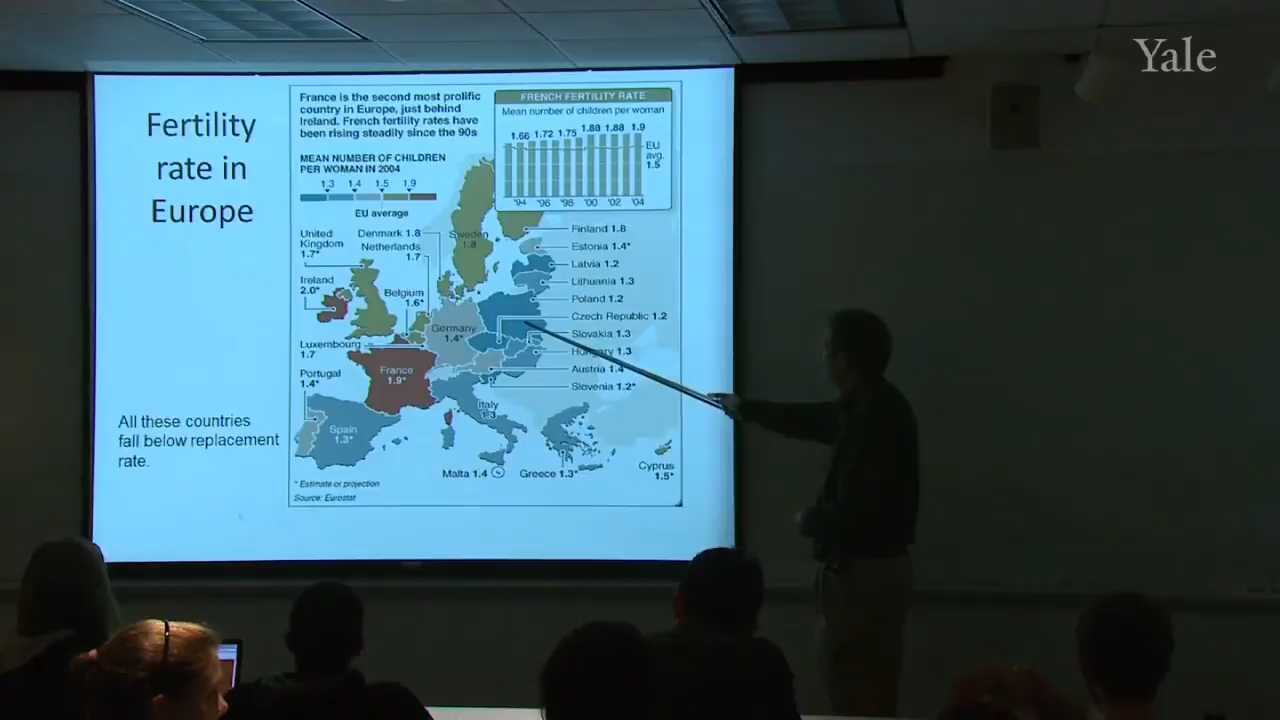 Yale
Fertility
rate in
Europe
All these countries
fall below replacement
rate.
France is the second most prolific
country in Europe, just behind
Ireland. French fertility rates have
been rising steadily since the 90s
MEAN NUMBER OF CHILDREN
PER WOMAN IN 2004
1.3 1.4 1.5 1.9
EU average
FRENCH FERTILITY RATE
Mean number of children per woman
1.66 1.72 1.75 1.88 1.88 1.9
EU
avg.
1.5
'94 '96 '98 '00 '02 '04
United
Kingdom
1.7*
Denmark 1.8
Netherlands
1.7
Sweden
1.8
Ireland
2.0*
Belgium
1.6*
Germany
1.4*
Luxembourg
1.7
France
1.9*
Portugal
1.4*
Spain
1.3*
Italy
1.3
Finland 1.8
Estonia 1.4*
Latvia 1.2
Lithuania 1.3
Poland 1.2
Czech Republic 1.2
Slovakia 1.3
Hungary 1.3
Austria 1.4
Slovenia 1.2*
Malta 1.4
Greece 1.3*
Cyprus
1.5*
* Estimate or projection
Source: Eurostat